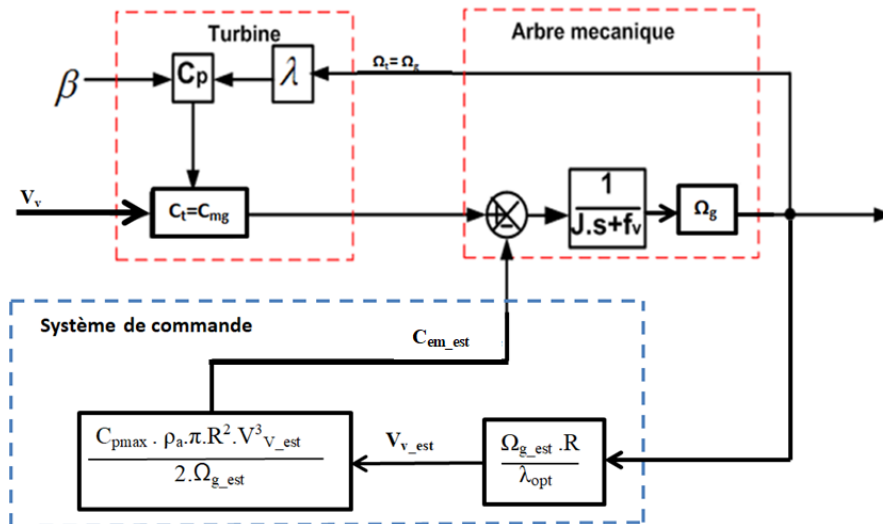 Turbine
Arbre mecanique
β
Cp
λ
Ωt= Ωg
Vv
Ct=Cmg
1
J.s+fv
Ωg
Système de commande
Cem_est
Cpmax . ρa.π.R².V³V_est
2.Ωg_est
Vv_est
Ωg_est .R
λopt